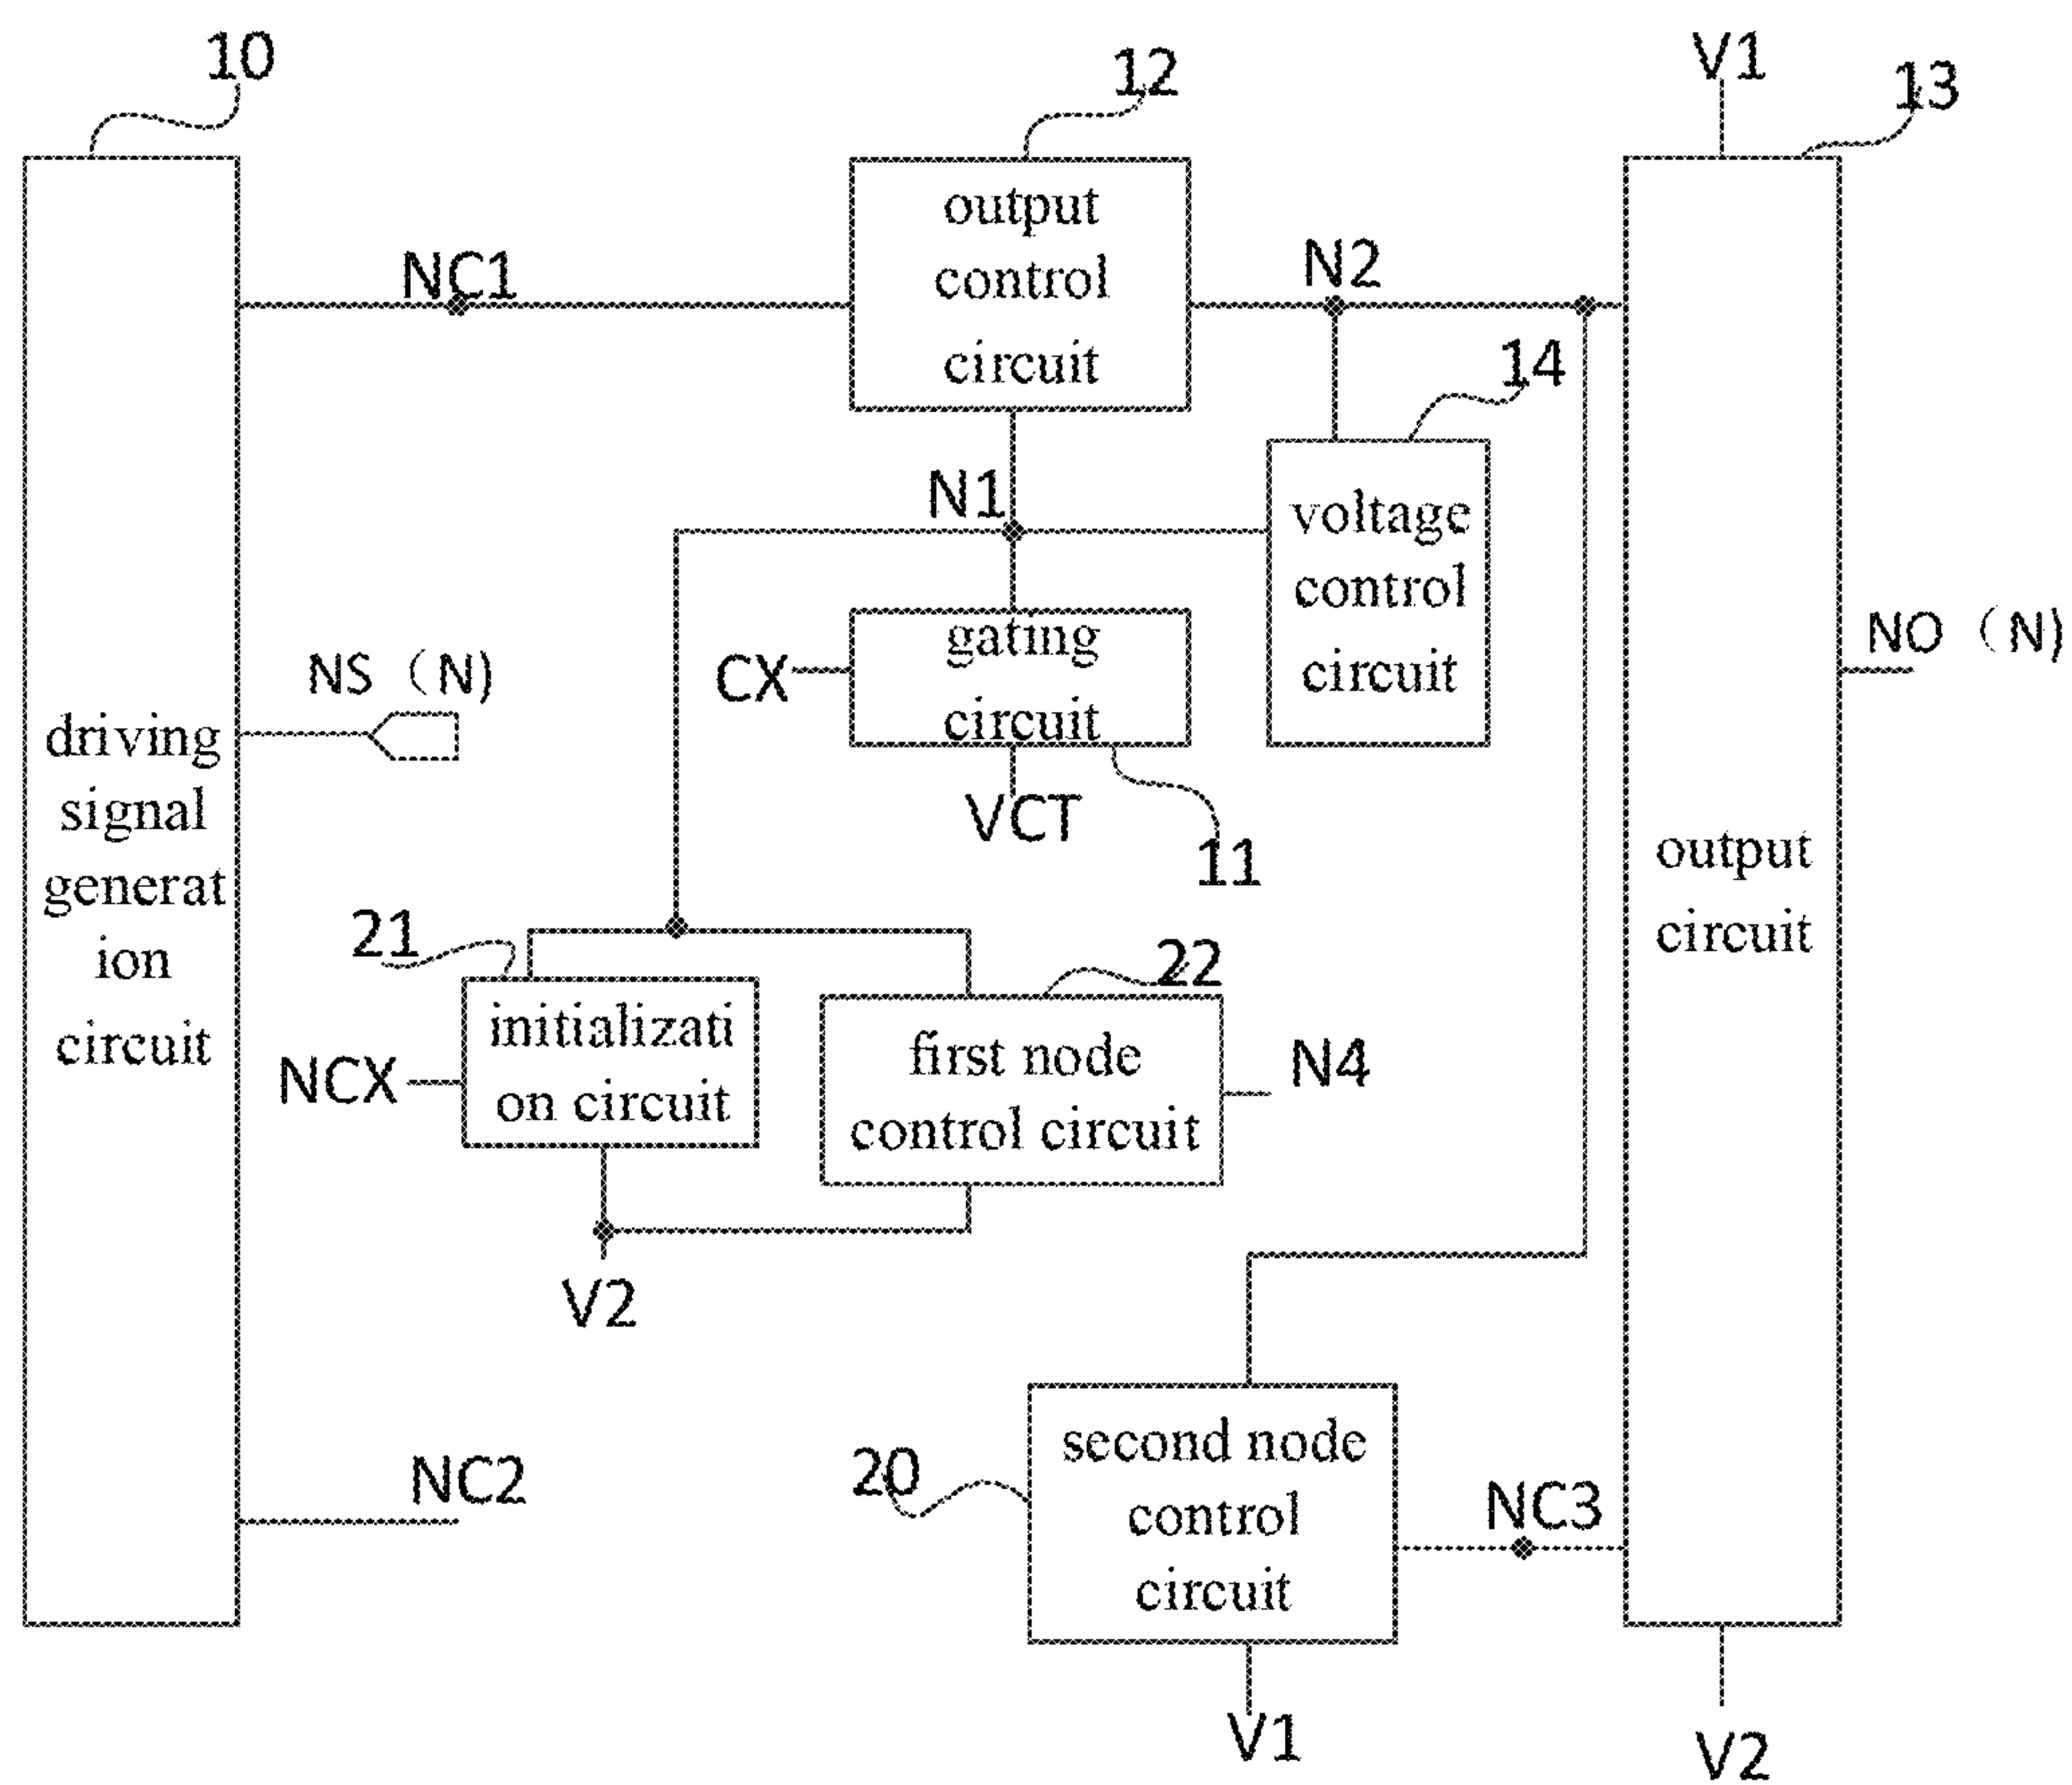 10
12
V1
13
output
control
circuit
NC1
N2
14
N1
voltage
control
circuit
gating
circuit
CX
NS（N)
NO（N)
driving
signal
generat
ion
circuit
VCT
11
output
circuit
21
22
initializati
on circuit
first node
control circuit
NCX
N4
V2
second node
control
circuit
20
NC2
NC3
V1
V2